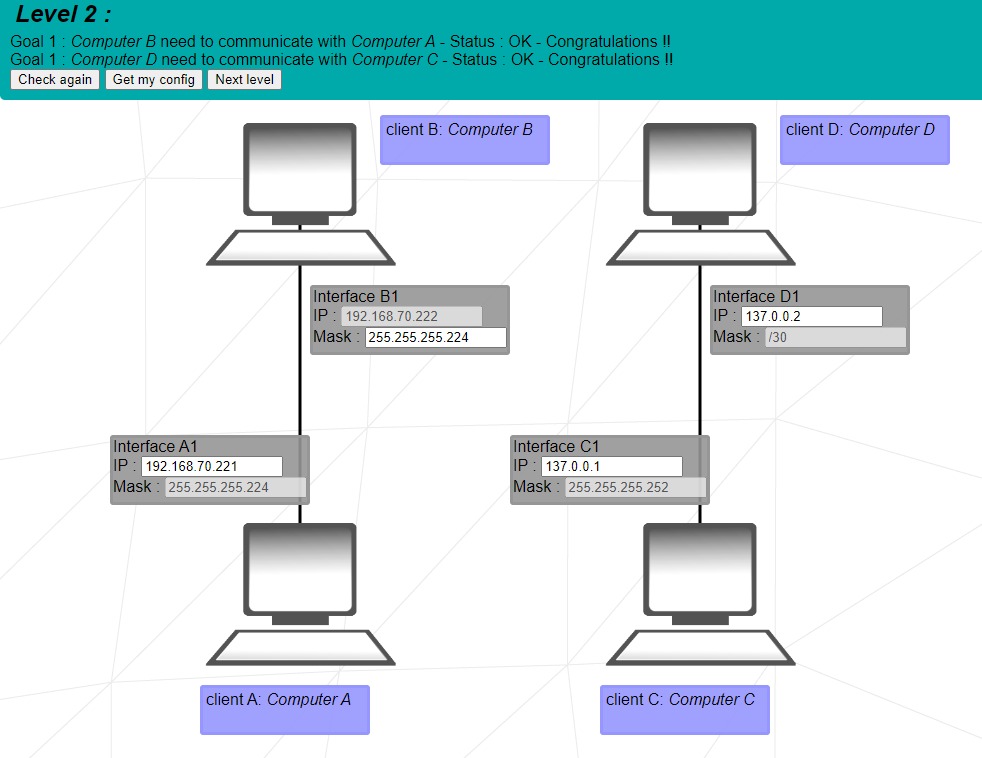 Level 2 :
Goal 1 : Computer B need to communicate with Computer A - Status : OK - Congratulations !!
Goal 1 : Computer D need to communicate with Computer C - Status : OK - Congratulations !!
Check again Get my config Next level
client B: Computer B
client D: Computer D
Interface B1
IP : 192.168.70.222
Mask : 255.255.255.224
Interface D1
IP : 137.0.0.2
Mask : /30
Interface A1
IP : 192.168.70.221
Mask : 255.255.255.224
Interface C1
IP : 137.0.0.1
Mask : 255.255.255.252
client A: Computer A
client C: Computer C